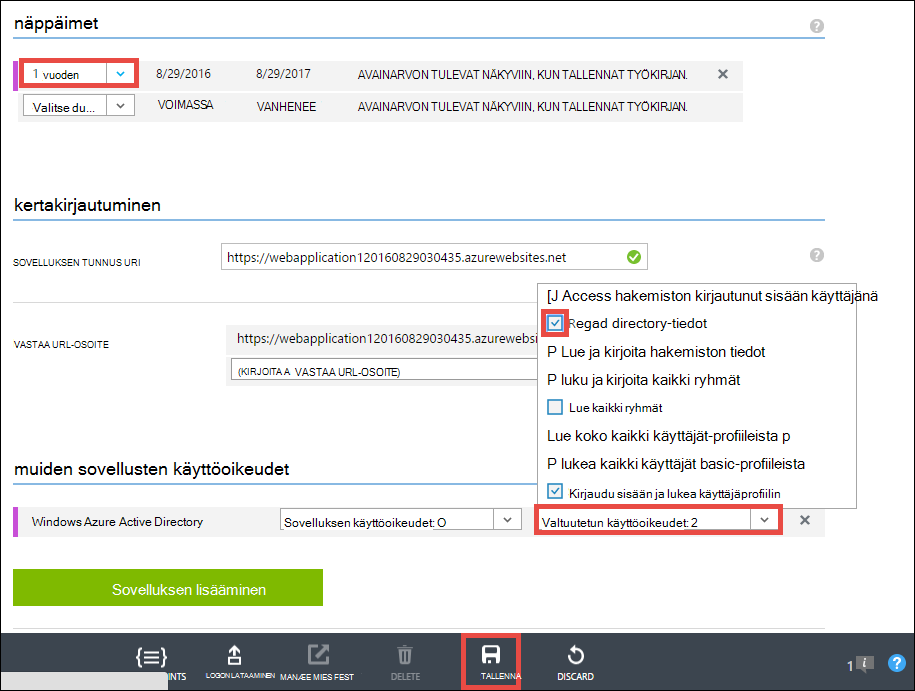 näppäimet
?
1 vuoden 8/29/2016 8/29/2017 AVAINARVON TULEVAT NÄKYVIIN, KUN TALLENNAT TYÖKIRJAN.
Valitse du... VOIMASSA VANHENEE AVAINARVON TULEVAT NÄKYVIIN, KUN TALLENNAT TYÖKIRJAN.
kertakirjautuminen
SOVELLUKSEN TUNNUS URI https://webapplication120160829030435.azurewebsites.net
?
[J Access hakemiston kirjautunut sisään käyttäjänä
Regad directory-tiedot
VASTAA URL-OSOITE https://webapplication120160829030435.azurewebsi
P Lue ja kirjoita hakemiston tiedot
(KIRJOITA A VASTAA URL-OSOITE)
P luku ja kirjoita kaikki ryhmät
Lue kaikki ryhmät
Lue koko kaikki käyttäjät-profiileista p
P lukea kaikki käyttäjät basic-profiileista
Kirjaudu sisään ja lukea käyttäjäprofiilin
muiden sovellusten käyttöoikeudet
Windows Azure Active Directory Sovelluksen käyttöoikeudet: O Valtuutetun käyttöoikeudet: 2
Sovelluksen lisääminen
INTS LOGON LATAAMINEN MANÆE MIES FEST DELETE TALLENNA DISCARD
1 i ?